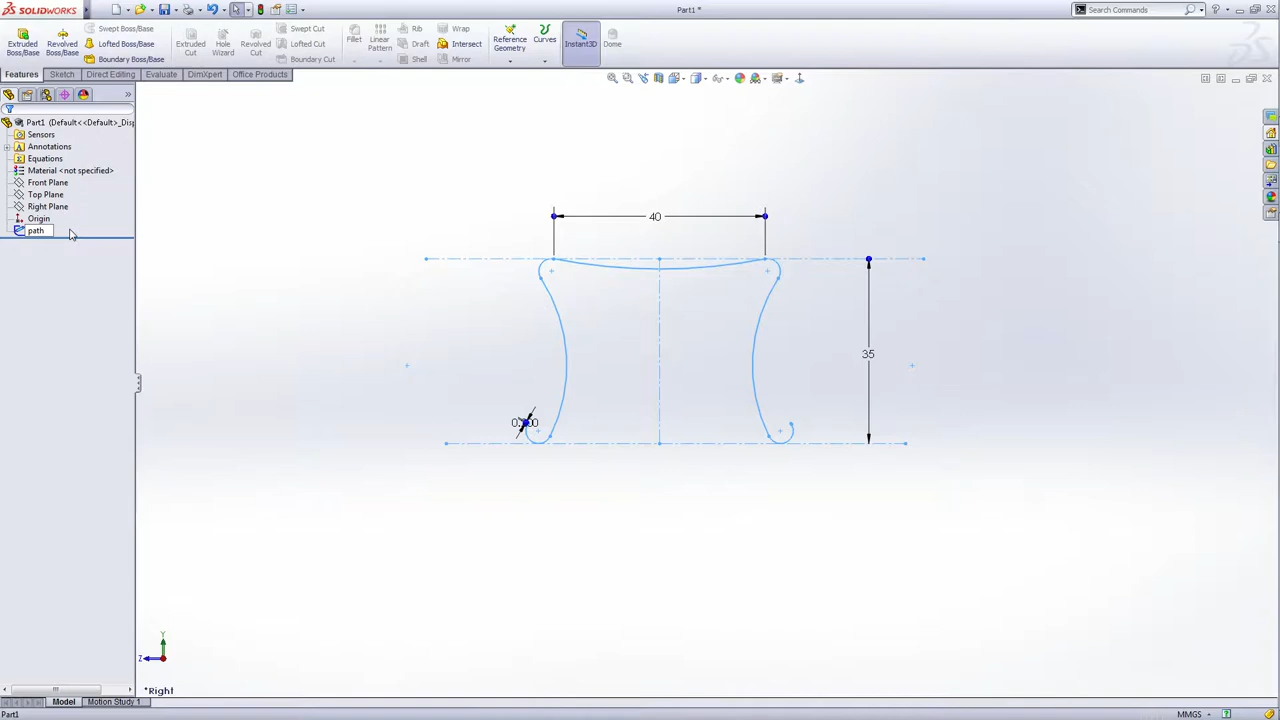 SOLIDWORKS
Part1 *
Search Commands
Extruded Boss/Base
Revolved Boss/Base
Swept Boss/Base
Lofted Boss/Base
Boundary Boss/Base
Extruded Cut
Hole Wizard
Revolved Cut
Swept Cut
Lofted Cut
Boundary Cut
Fillet
Linear Pattern
Rib
Draft
Shell
Wrap
Intersect
Mirror
Reference Geometry
Curves
Instant3D
Dome
Features
Sketch
Direct Editing
Evaluate
DimXpert
Office Products
Part1 (Default<<Default>_Disp
Sensors
Annotations
Equations
Material <not specified>
Front Plane
Top Plane
Right Plane
Origin
path
40
35
Y
Z
*Right
Model
Motion Study 1
Part1
MMGS